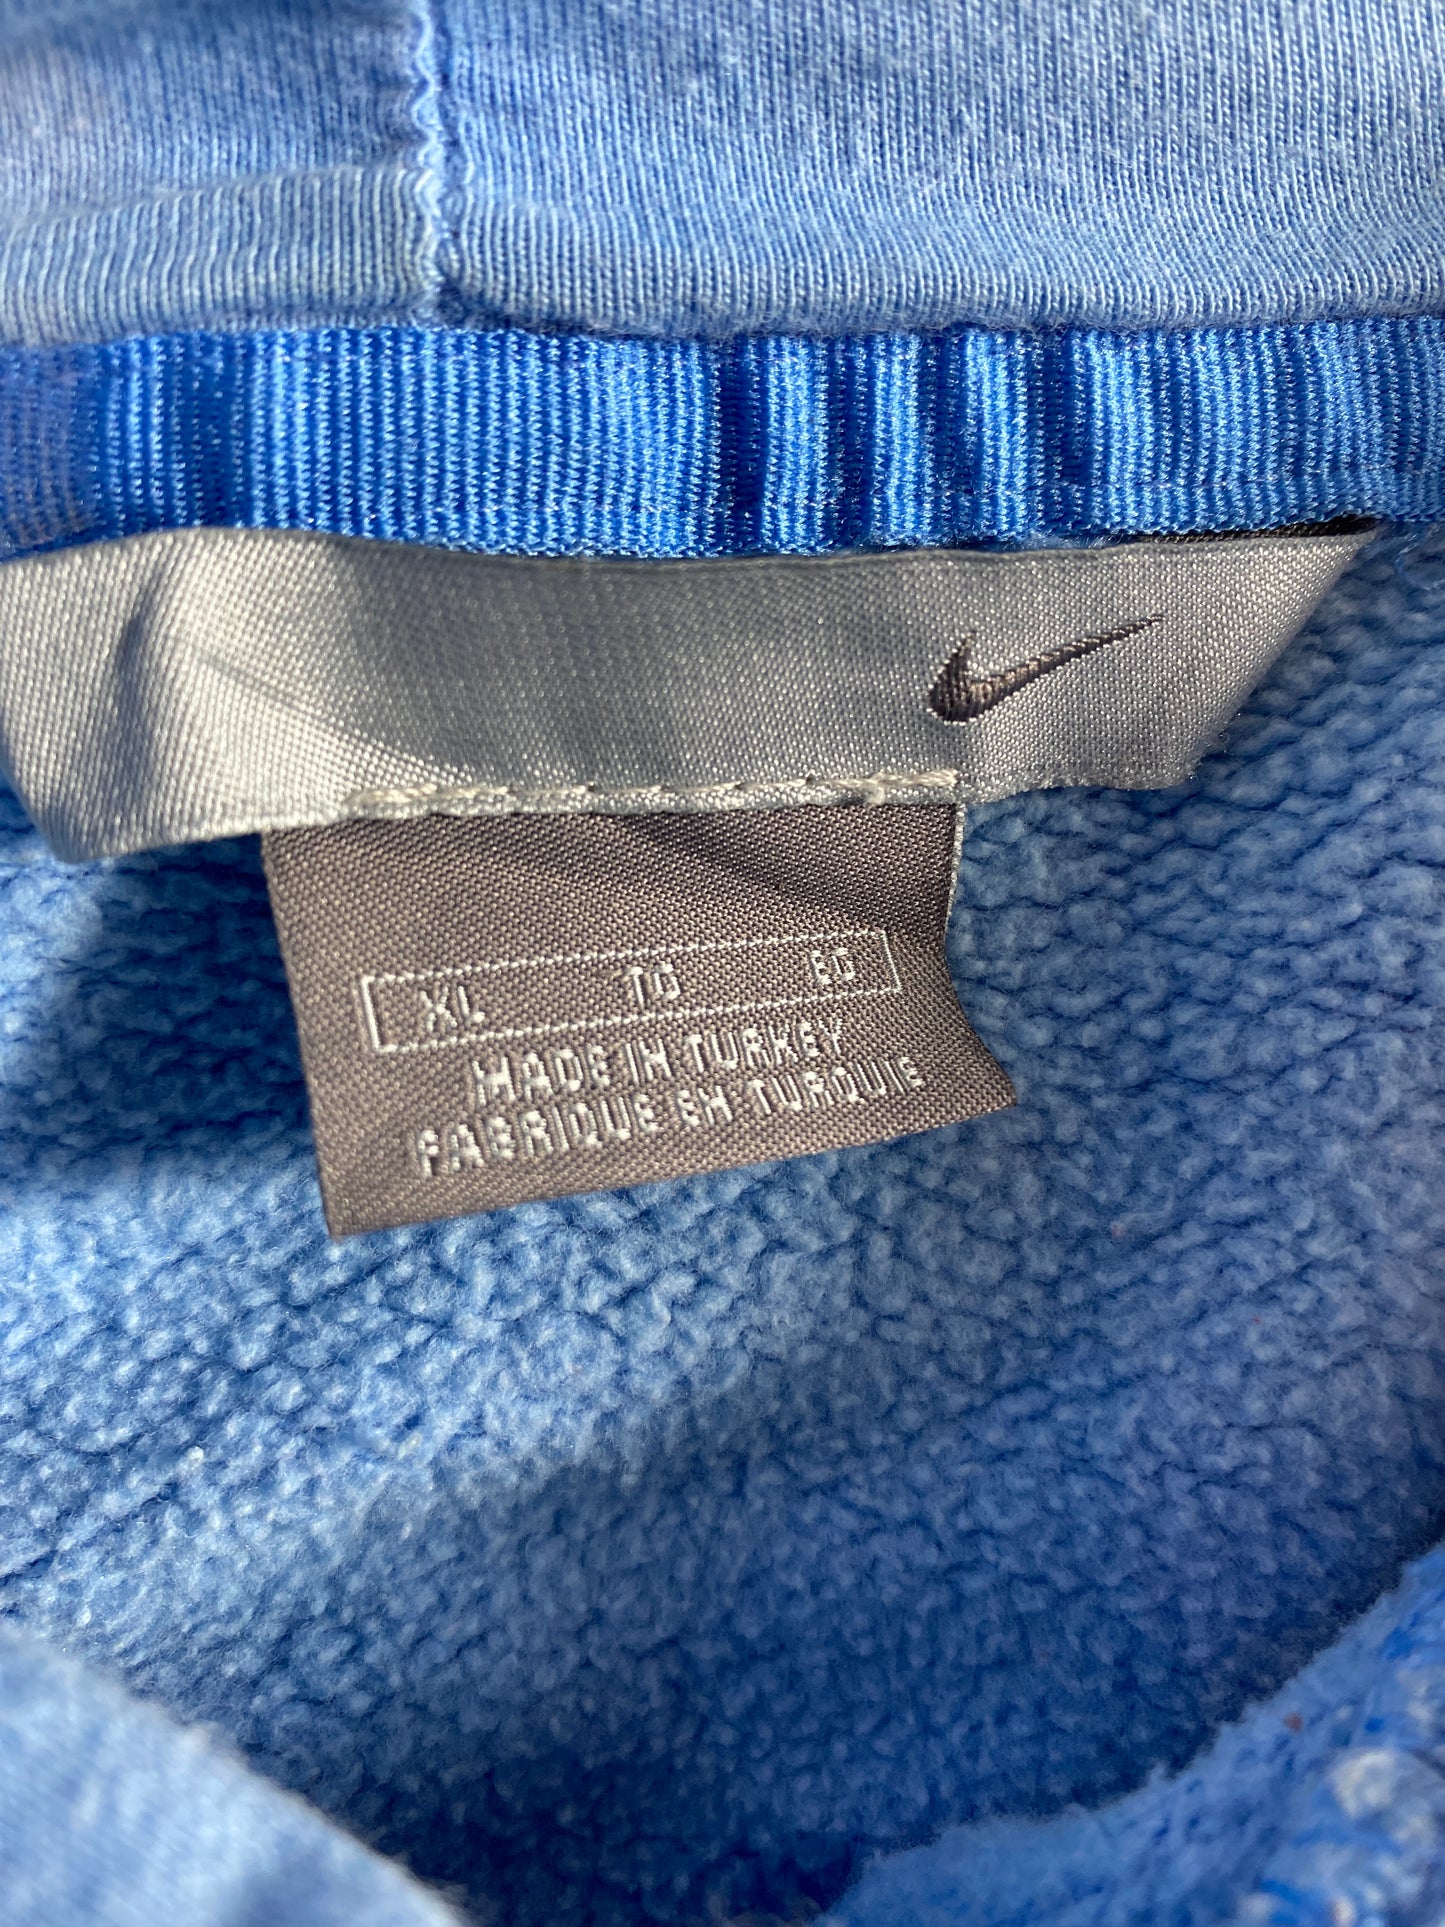 XL TG EG
MADE IN TURKEY
FABRIQUE EN TURQUIE